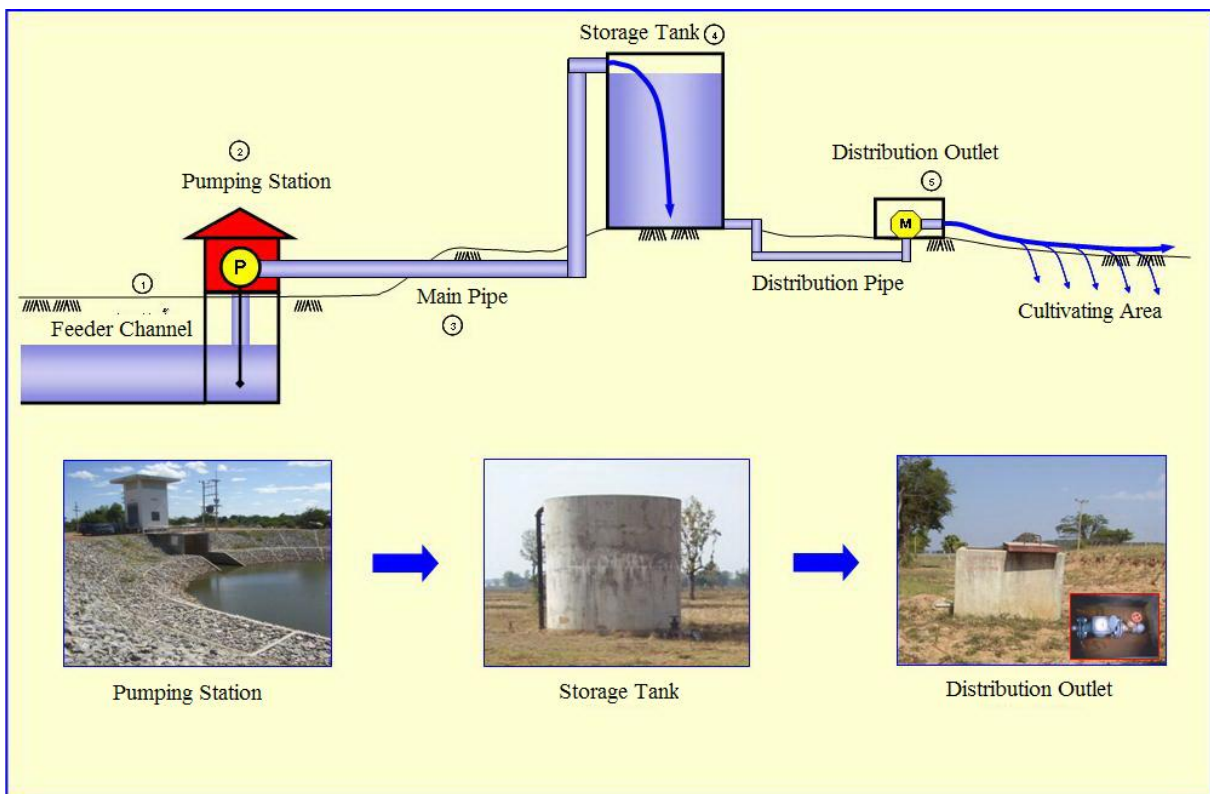 Storage Tank 4
2
Pumping Station
Distribution Outlet
5
P
M
1
Feeder Channel
Main Pipe
3
Distribution Pipe
Cultivating Area
Pumping Station
Storage Tank
Distribution Outlet